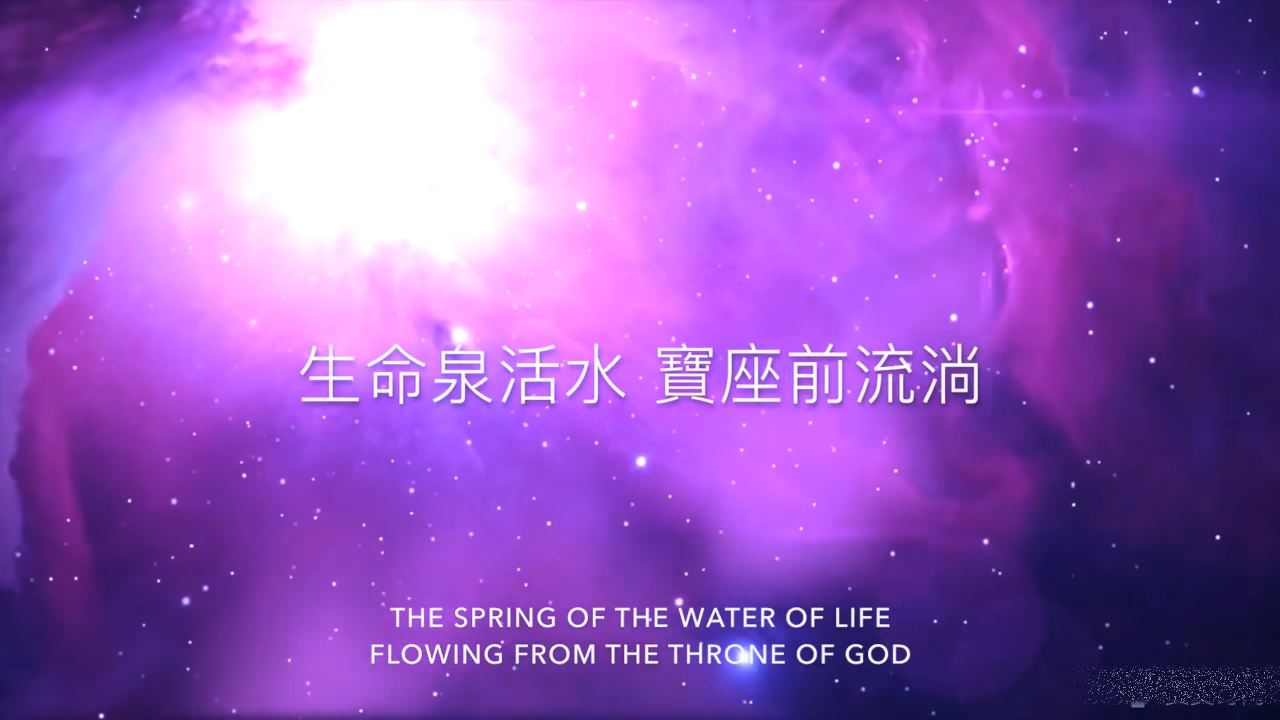 生命泉活水 寶座前流淌
THE SPRING OF THE WATER OF LIFE
FLOWING FROM THE THRONE OF GOD